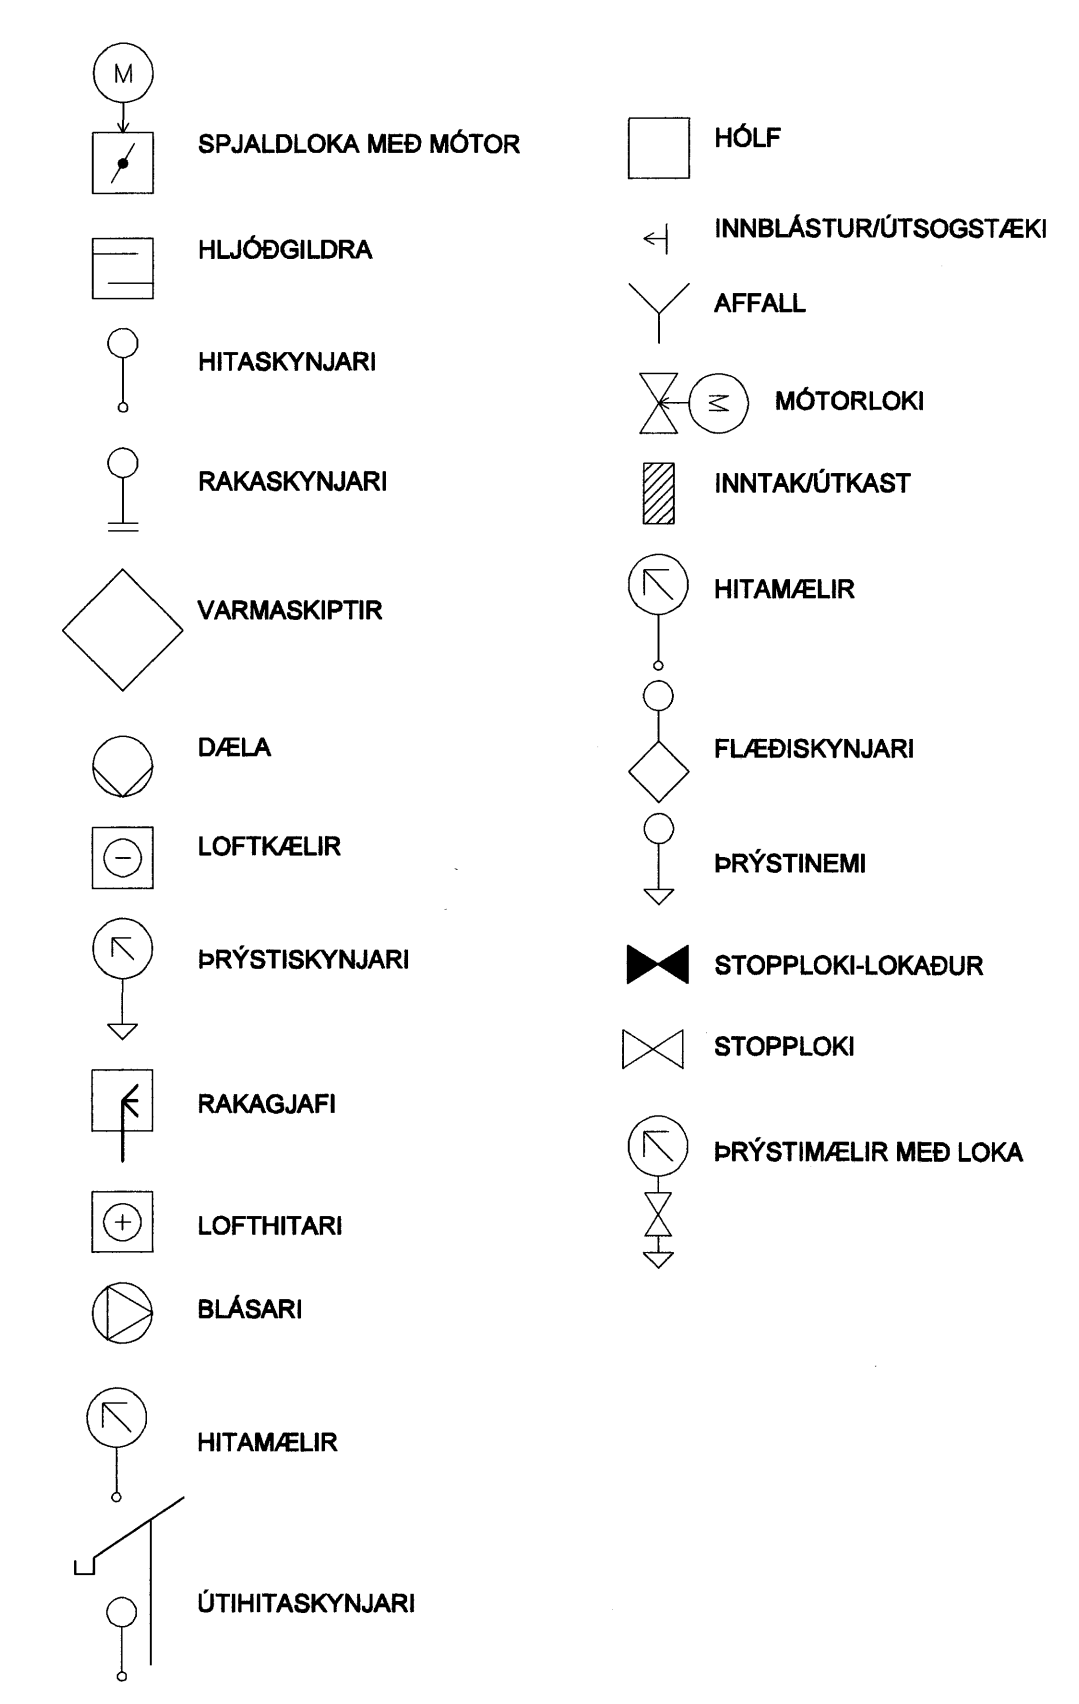 M
SPJALDLOKA MEÐ MÓTOR
HLJÓÐGILDRA
HITASKYNJARI
RAKASKYNJARI
VARMASKIPTIR
DÆLA
LOFTKÆLIR
ÞRÝSTISKYNJARI
RAKAGJAFI
LOFTHITARI
BLÁSARI
HITAMÆLIR
ÚTIHITASKYNJARI
HÓLF
INNBLÁSTUR/ÚTSOGSTÆKI
AFFALL
M MÓTORLOKI
INNTAK/ÚTKAST
HITAMÆLIR
FLÆÐISKYNJARI
ÞRÝSTINEMI
STOPPLOKI-LOKAÐUR
STOPPLOKI
ÞRÝSTIMÆLIR MEÐ LOKA